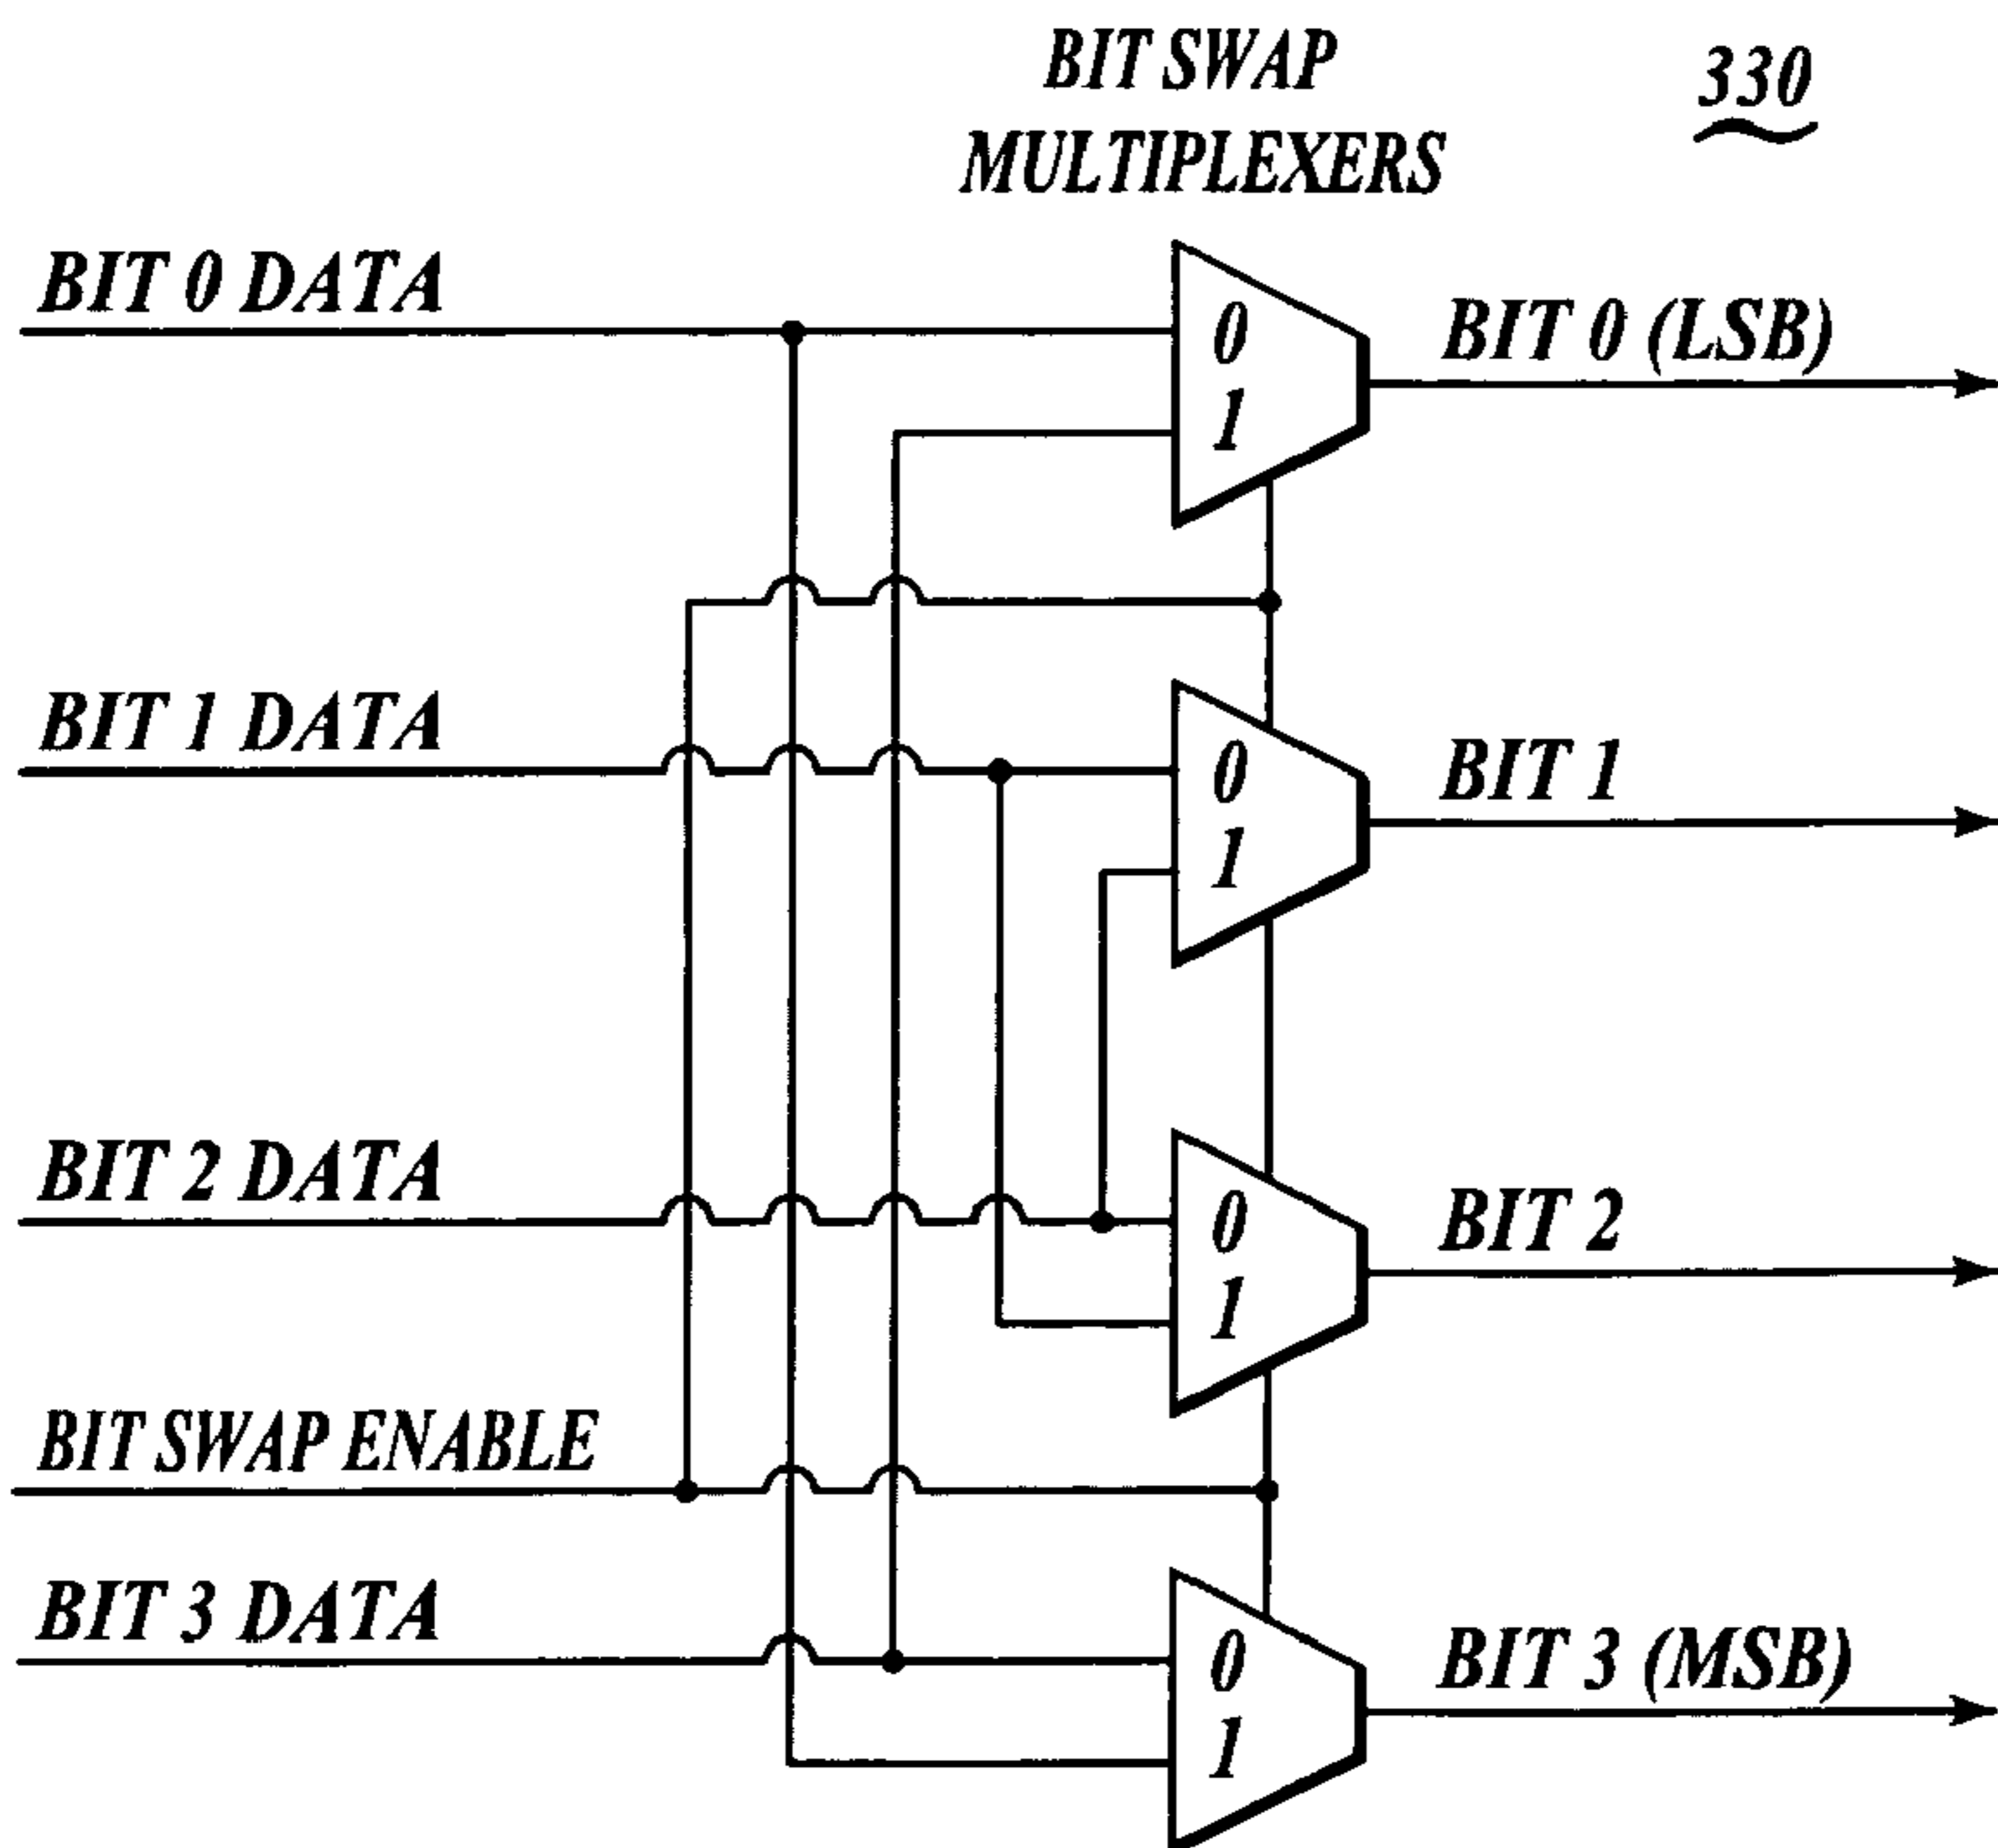 BIT SWAP
MULTIPLEXERS
330
BIT 0 DATA
0
1
BIT 0 (LSB)
BIT 1 DATA
0
1
BIT 1
BIT 2 DATA
0
1
BIT 2
BIT SWAP ENABLE
BIT 3 DATA
0
1
BIT 3 (MSB)